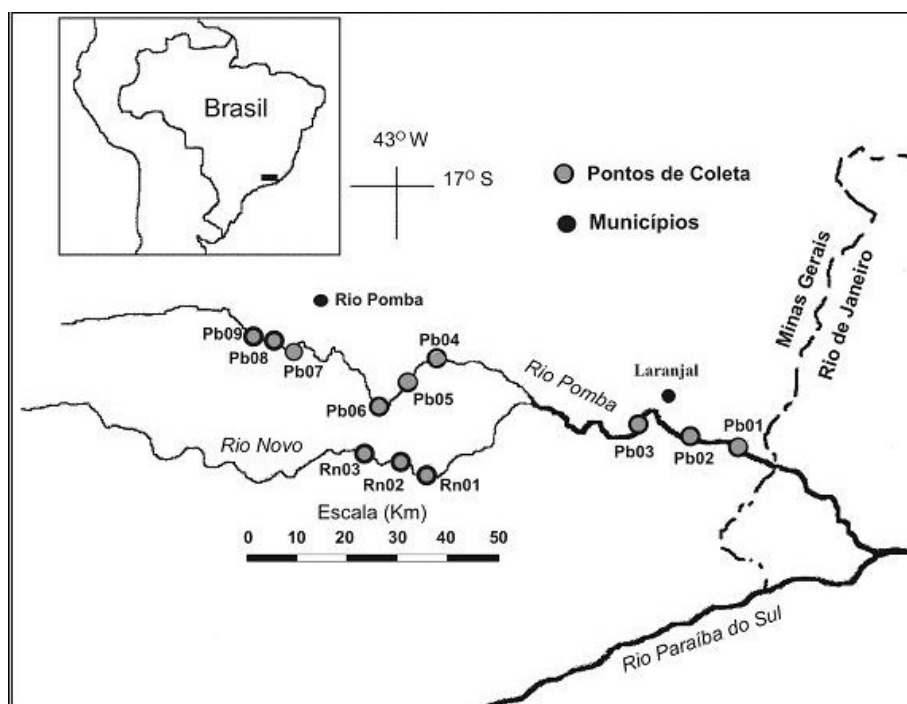 Brasil
43° W
17° S
Pontos de Coleta
Municípios
Minas Gerais
Rio de Janeiro
Rio Pomba
Pb09
Pb08
Pb07
Pb04
Pb05
Pb06
Rio Pomba
Laranjal
Pb03
Pb02
Pb01
Rio Novo
Rn03
Rn02
Rn01
Escala (Km)
0 10 20 30 40 50
Rio Paraíba do Sul